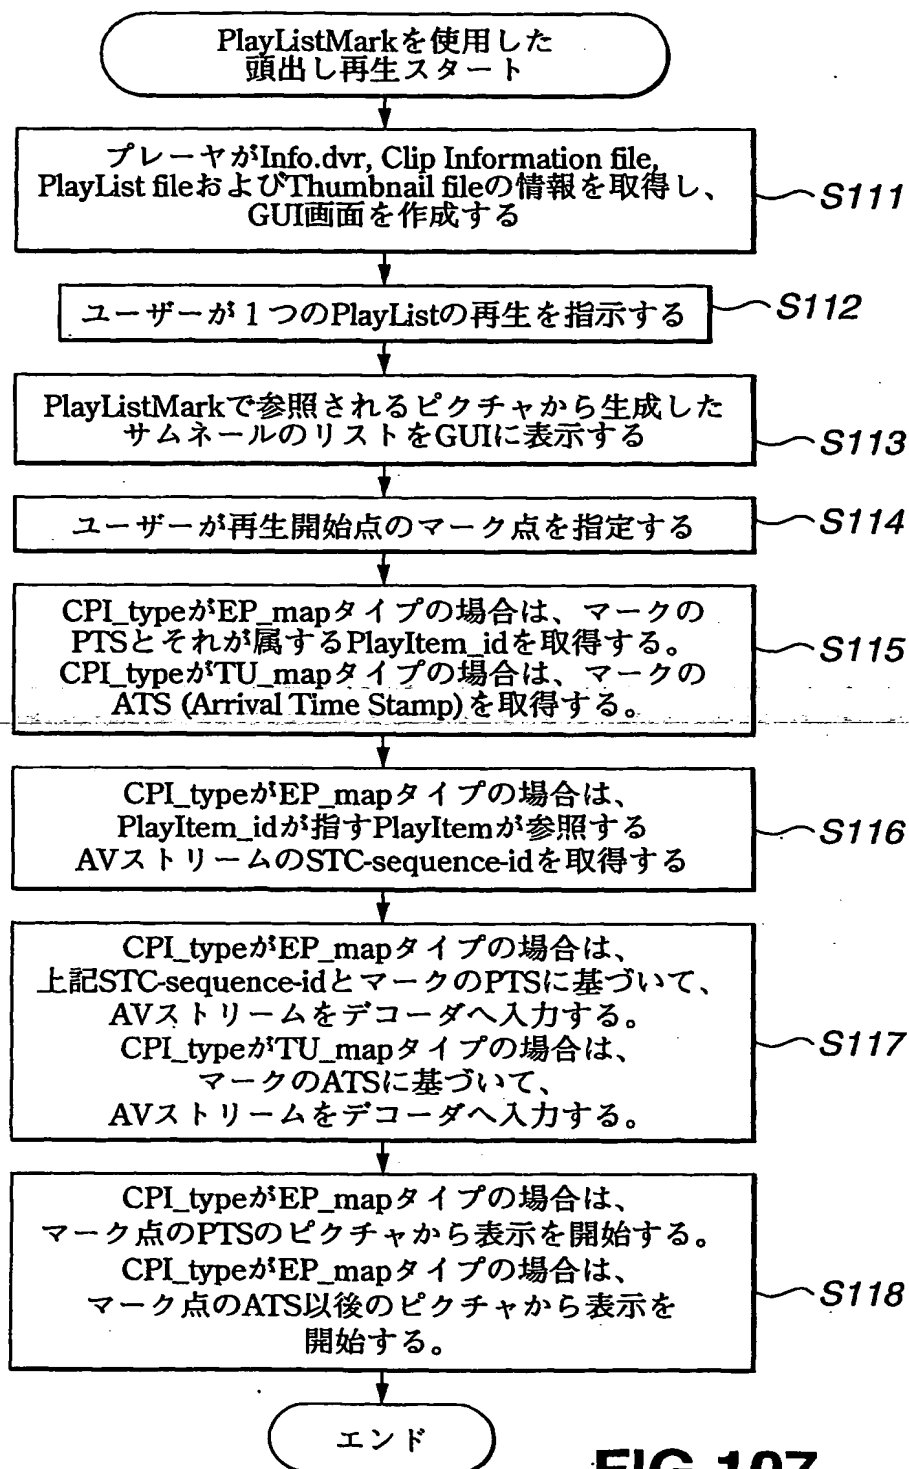 PlayListMarkを使用した
頭出し再生スタート
プレーヤがInfo.dvr, Clip Information file,
PlayList fileおよびThumbnail fileの情報を取得し、
GUI画面を作成する
S111
ユーザーが1つのPlayListの再生を指示する
S112
PlayListMarkで参照されるピクチャから生成した
サムネールのリストをGUIに表示する
S113
ユーザーが再生開始点のマーク点を指定する
S114
CPI_typeがEP_mapタイプの場合は、マークの
PTSとそれが属するPlayItem_idを取得する。
CPI_typeがTU_mapタイプの場合は、マークの
ATS (Arrival Time Stamp)を取得する。
S115
CPI_typeがEP_mapタイプの場合は、
PlayItem_idが指すPlayItemが参照する
AVストリームのSTC-sequence-idを取得する
S116
CPI_typeがEP_mapタイプの場合は、
上記STC-sequence-idとマークのPTSに基づいて、
AVストリームをデコーダへ入力する。
CPI_typeがTU_mapタイプの場合は、
マークのATSに基づいて、
AVストリームをデコーダへ入力する。
S117
CPI_typeがEP_mapタイプの場合は、
マーク点のPTSのピクチャから表示を開始する。
CPI_typeがEP_mapタイプの場合は、
マーク点のATS以後のピクチャから表示を
開始する。
S118
エンド
FIG.107